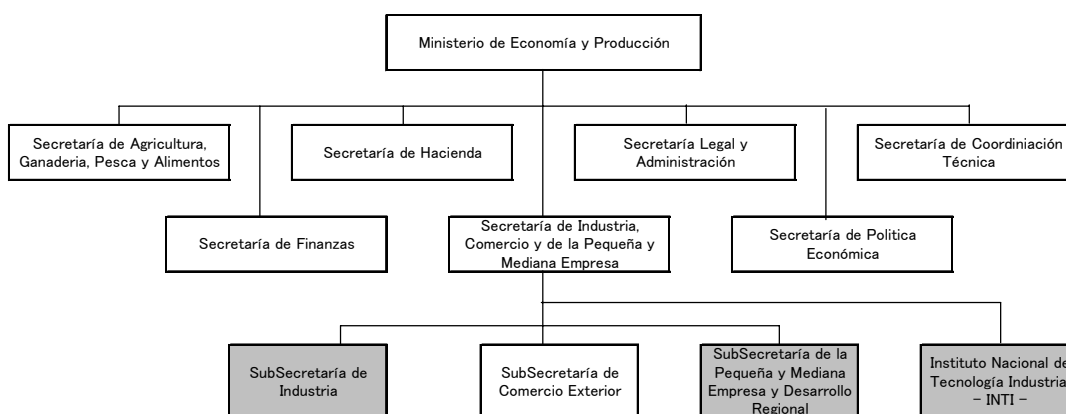 Ministerio de Economía y Producción
Secretaría de Agricultura,
Ganaderia, Pesca y Alimentos
Secretaría de Hacienda
Secretaría Legal y
Administración
Secretaría de Coordiniación
Técnica
Secretaría de Finanzas
Secretaría de Industria,
Comercio y de la Pequeña y
Mediana Empresa
Secretaría de Politica
Económica
SubSecretaría de
Industria
SubSecretaría de
Comercio Exterior
SubSecretaría de la
Pequeña y Mediana
Empresa y Desarrollo
Regional
Instituto Nacional de
Tecnología Industrial
- INTI -